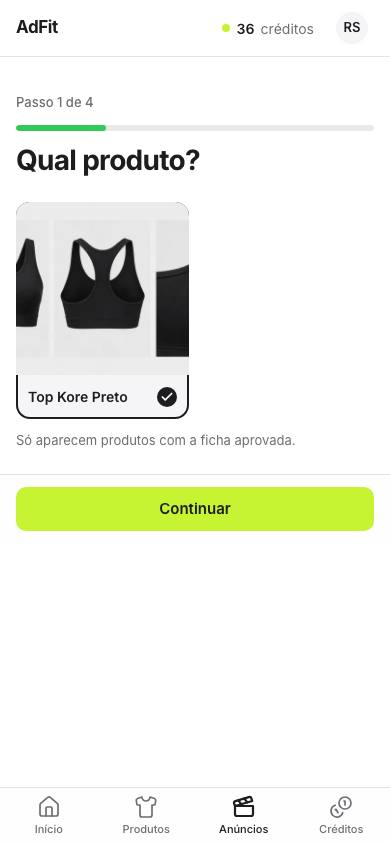 AdFit
36 créditos
RS
Passo 1 de 4
Qual produto?
Top Kore Preto
Só aparecem produtos com a ficha aprovada.
Continuar
Início
Produtos
Anúncios
Créditos